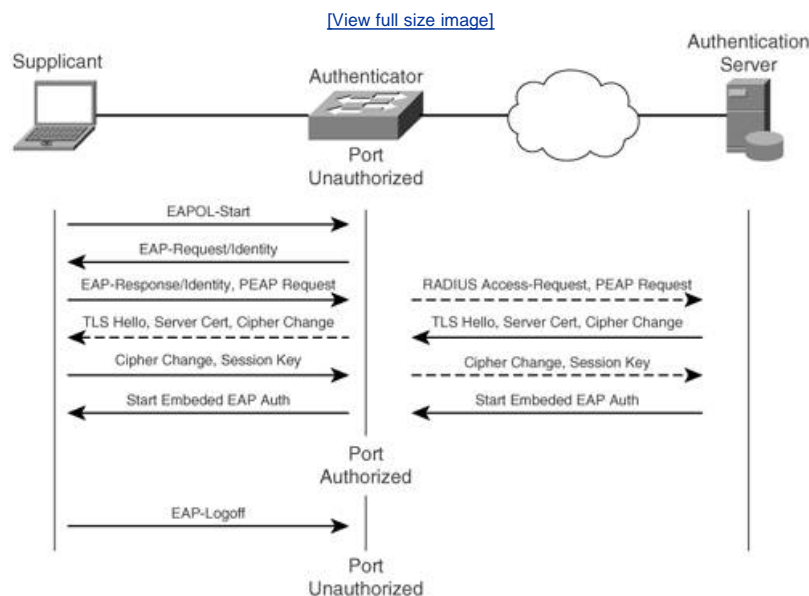 [View full size image]
Supplicant
Authenticator
Authentication
Server
Port
Unauthorized
EAPOL-Start
EAP-Request/Identity
EAP-Response/Identity, PEAP Request
RADIUS Access-Request, PEAP Request
TLS Hello, Server Cert, Cipher Change
TLS Hello, Server Cert, Cipher Change
Cipher Change, Session Key
Cipher Change, Session Key
Start Embeded EAP Auth
Start Embeded EAP Auth
Port
Authorized
EAP-Logoff
Port
Unauthorized